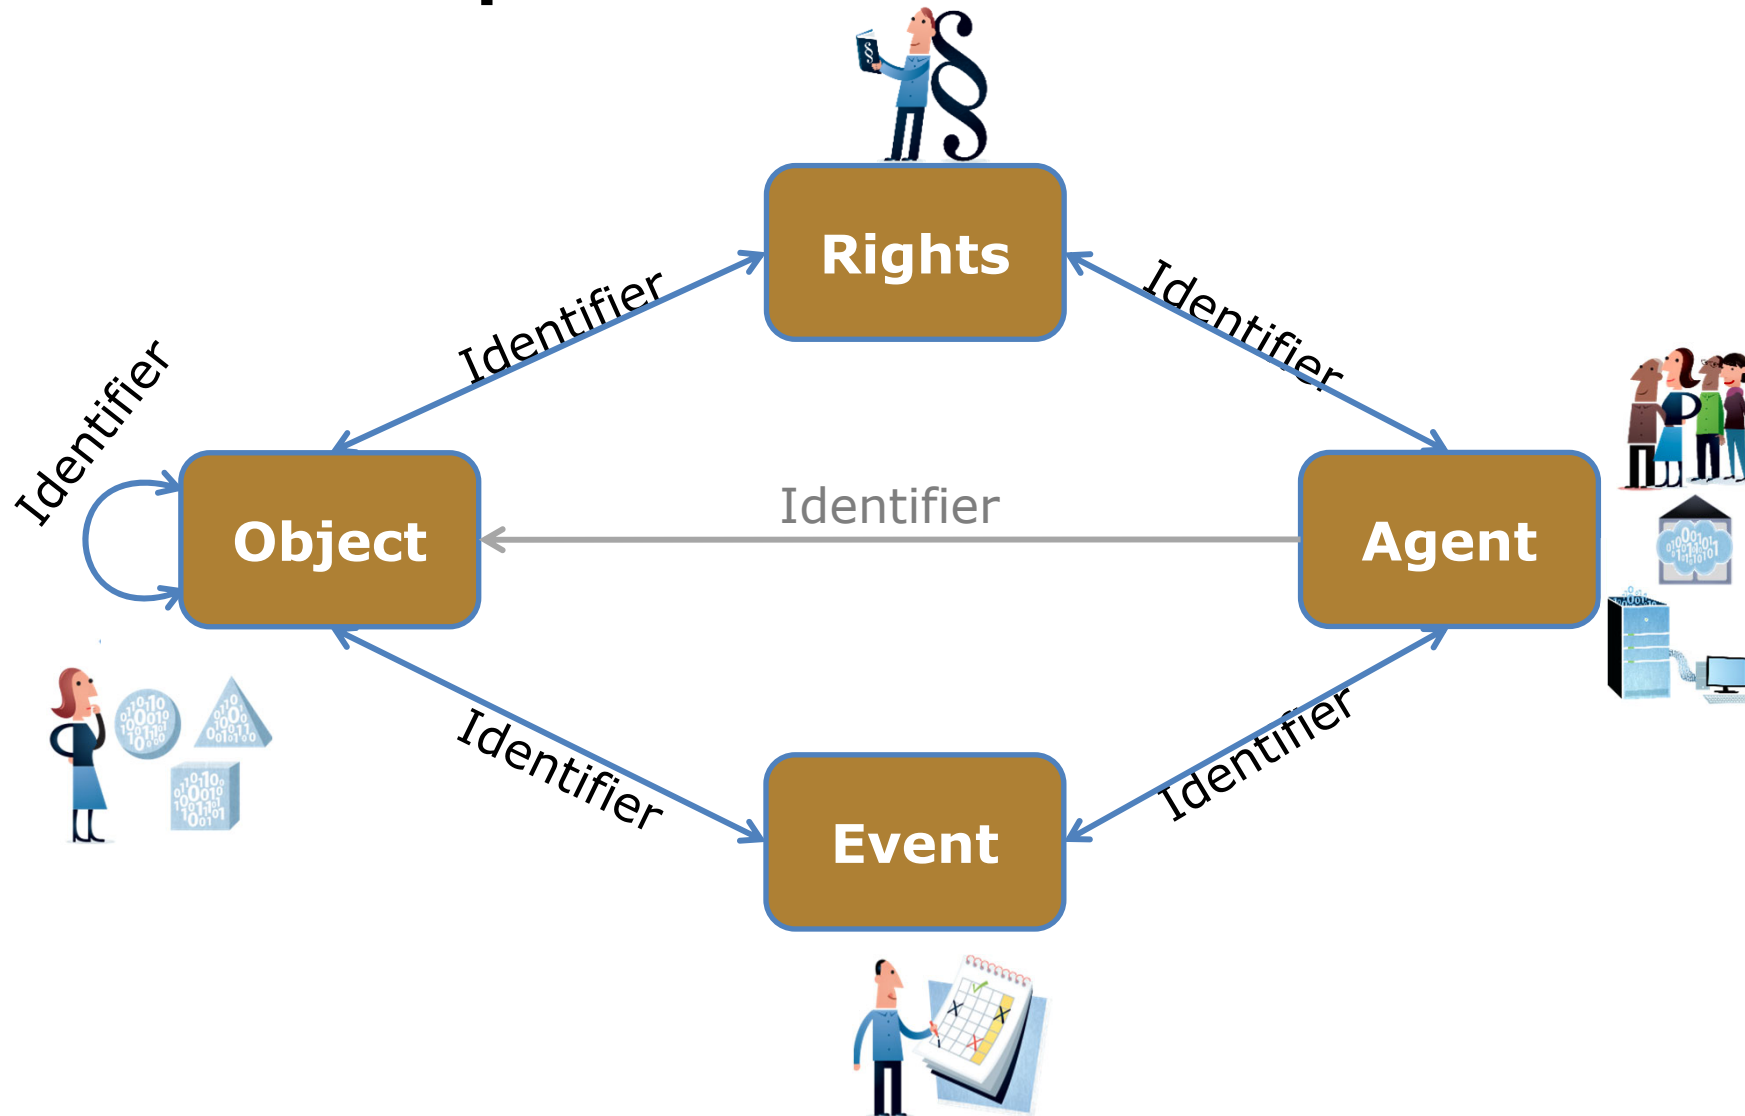 §
§
Rights
Identifier
Identifier
Identifier
Identifier
Object
Agent
Identifier
Identifier
Event